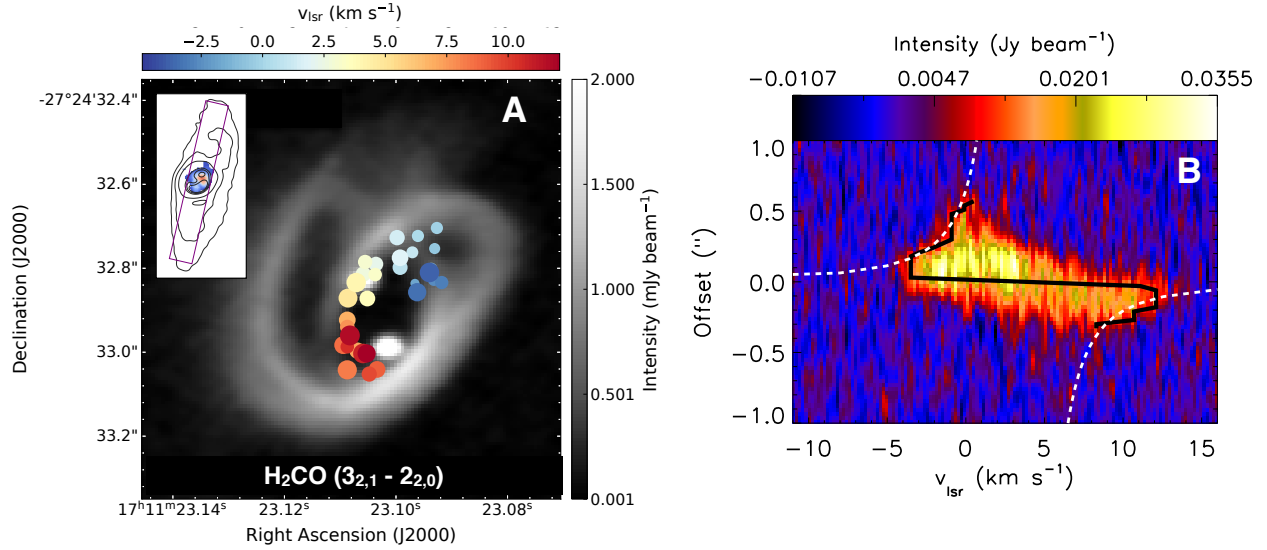 v_lsr (km s⁻¹)
−2.5 0.0 2.5 5.0 7.5 10.0
A
-27°24'32.4"
32.6"
32.8"
33.0"
33.2"
Declination (J2000)
2.000
1.500
1.000
0.501
0.001
Intensity (mJy beam⁻¹)
H₂CO (3₂,₁ - 2₂,₀)
17ʰ11ᵐ23.14ˢ 23.12ˢ 23.10ˢ 23.08ˢ
Right Ascension (J2000)
Intensity (Jy beam⁻¹)
−0.0107 0.0047 0.0201 0.0355
B
1.0
0.5
0.0
−0.5
−1.0
Offset (")
−10 −5 0 5 10 15
v_lsr (km s⁻¹)